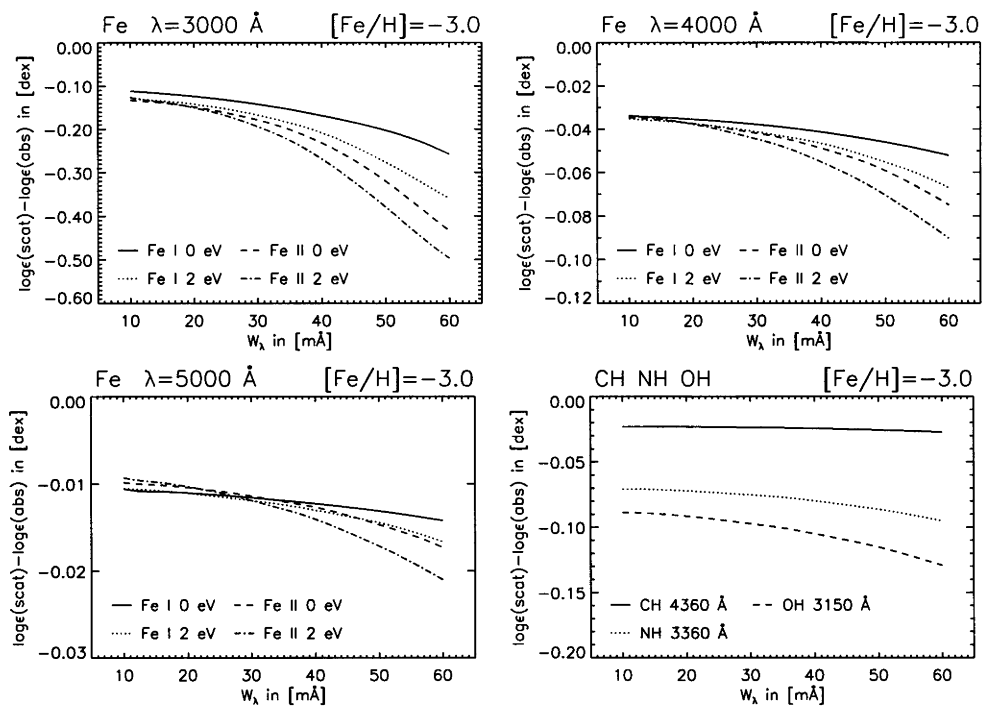 Fe λ=3000 Å [Fe/H]=−3.0
logε(scat)−logε(abs) in [dex]
0.00
−0.10
−0.20
−0.30
−0.40
−0.50
−0.60
Fe I 0 eV Fe II 0 eV
Fe I 2 eV Fe II 2 eV
10 20 30 40 50 60
Wλ in [mÅ]
Fe λ=4000 Å [Fe/H]=−3.0
logε(scat)−logε(abs) in [dex]
0.00
−0.02
−0.04
−0.06
−0.08
−0.10
−0.12
Fe I 0 eV Fe II 0 eV
Fe I 2 eV Fe II 2 eV
10 20 30 40 50 60
Wλ in [mÅ]
Fe λ=5000 Å [Fe/H]=−3.0
logε(scat)−logε(abs) in [dex]
0.00
−0.01
−0.02
−0.03
Fe I 0 eV Fe II 0 eV
Fe I 2 eV Fe II 2 eV
10 20 30 40 50 60
Wλ in [mÅ]
CH NH OH [Fe/H]=−3.0
logε(scat)−logε(abs) in [dex]
0.00
−0.05
−0.10
−0.15
−0.20
CH 4360 Å OH 3150 Å
NH 3360 Å
10 20 30 40 50 60
Wλ in [mÅ]